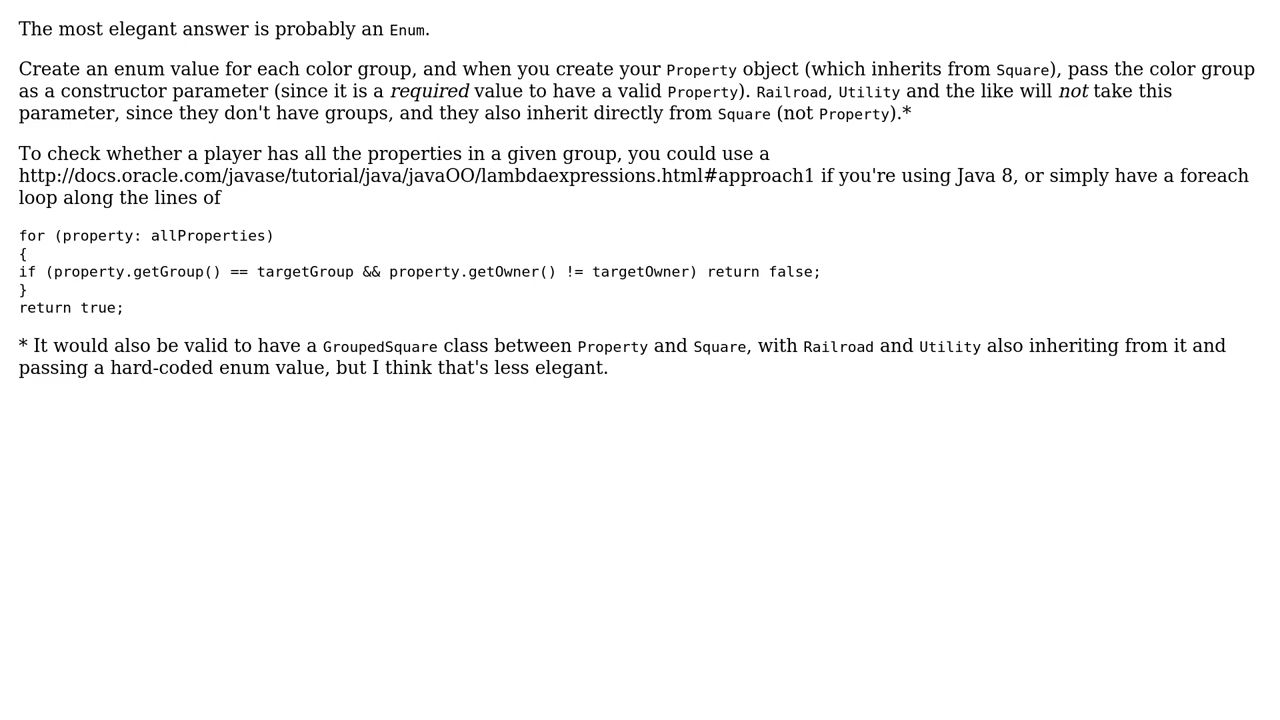 The most elegant answer is probably an Enum.
Create an enum value for each color group, and when you create your Property object (which inherits from Square), pass the color group
as a constructor parameter (since it is a required value to have a valid Property). Railroad, Utility and the like will not take this
parameter, since they don't have groups, and they also inherit directly from Square (not Property).*
To check whether a player has all the properties in a given group, you could use a
http://docs.oracle.com/javase/tutorial/java/javaOO/lambdaexpressions.html#approach1 if you're using Java 8, or simply have a foreach
loop along the lines of
for (property: allProperties)
{
if (property.getGroup() == targetGroup && property.getOwner() != targetOwner) return false;
}
return true;
* It would also be valid to have a GroupedSquare class between Property and Square, with Railroad and Utility also inheriting from it and
passing a hard-coded enum value, but I think that's less elegant.